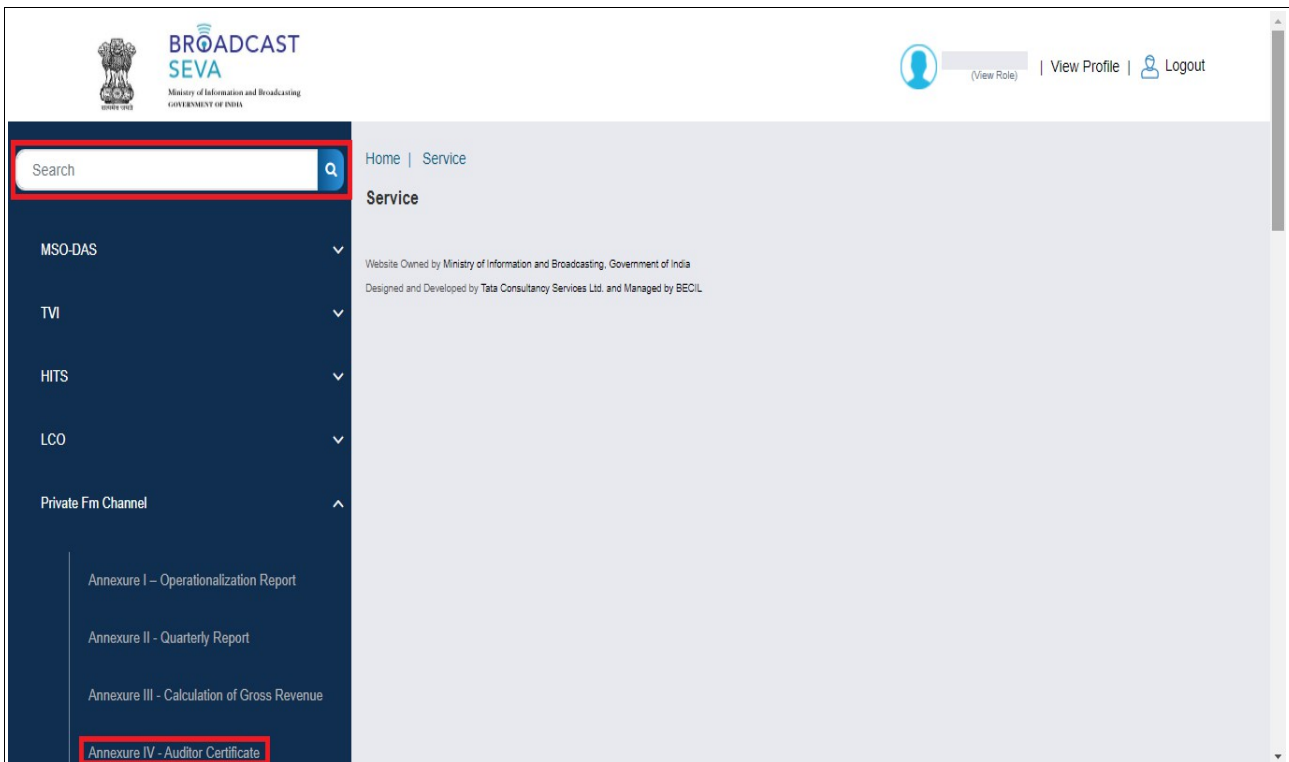 BROADCAST
SEVA
Ministry of Information and Broadcasting
GOVERNMENT OF INDIA
सत्यमेव जयते
(View Role) | View Profile | Logout
Search
Home | Service
Service
MSO-DAS
Website Owned by Ministry of Information and Broadcasting, Government of India
Designed and Developed by Tata Consultancy Services Ltd. and Managed by BECIL
TVI
HITS
LCO
Private Fm Channel
Annexure I – Operationalization Report
Annexure II - Quarterly Report
Annexure III - Calculation of Gross Revenue
Annexure IV - Auditor Certificate